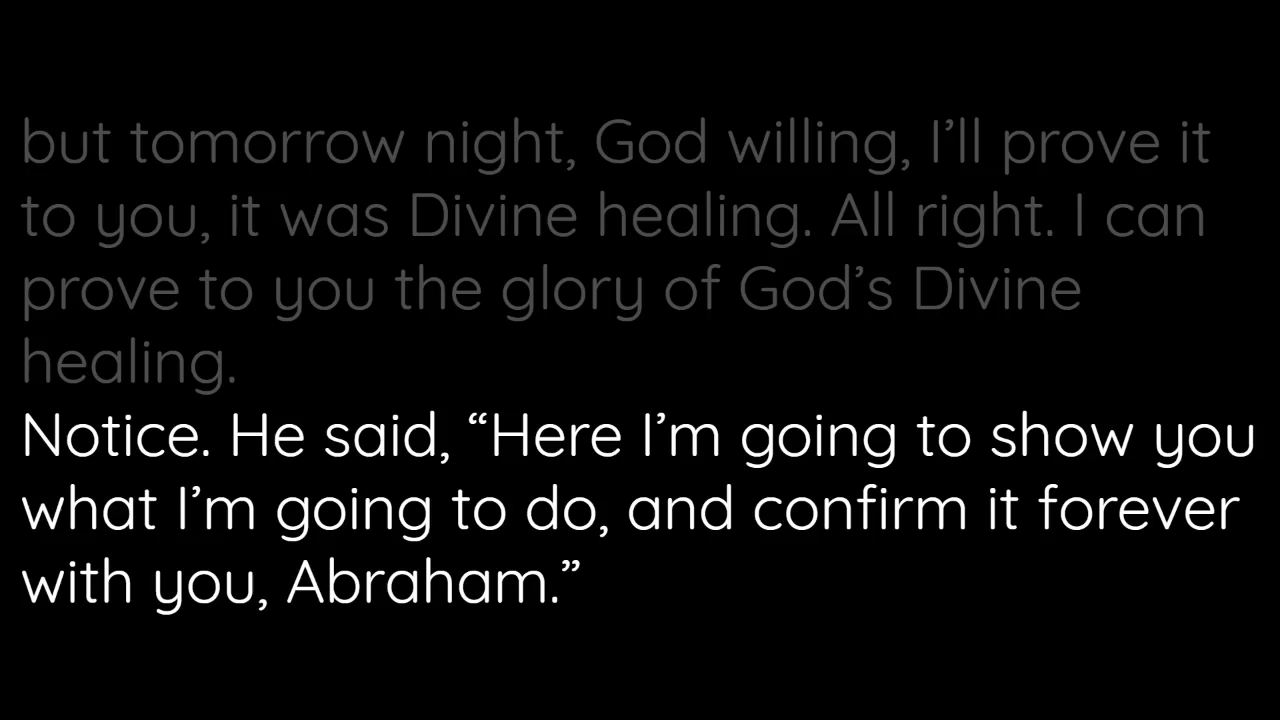 but tomorrow night, God willing, I’ll prove it
to you, it was Divine healing. All right. I can
prove to you the glory of God’s Divine
healing.
Notice. He said, “Here I’m going to show you
what I’m going to do, and confirm it forever
with you, Abraham.”